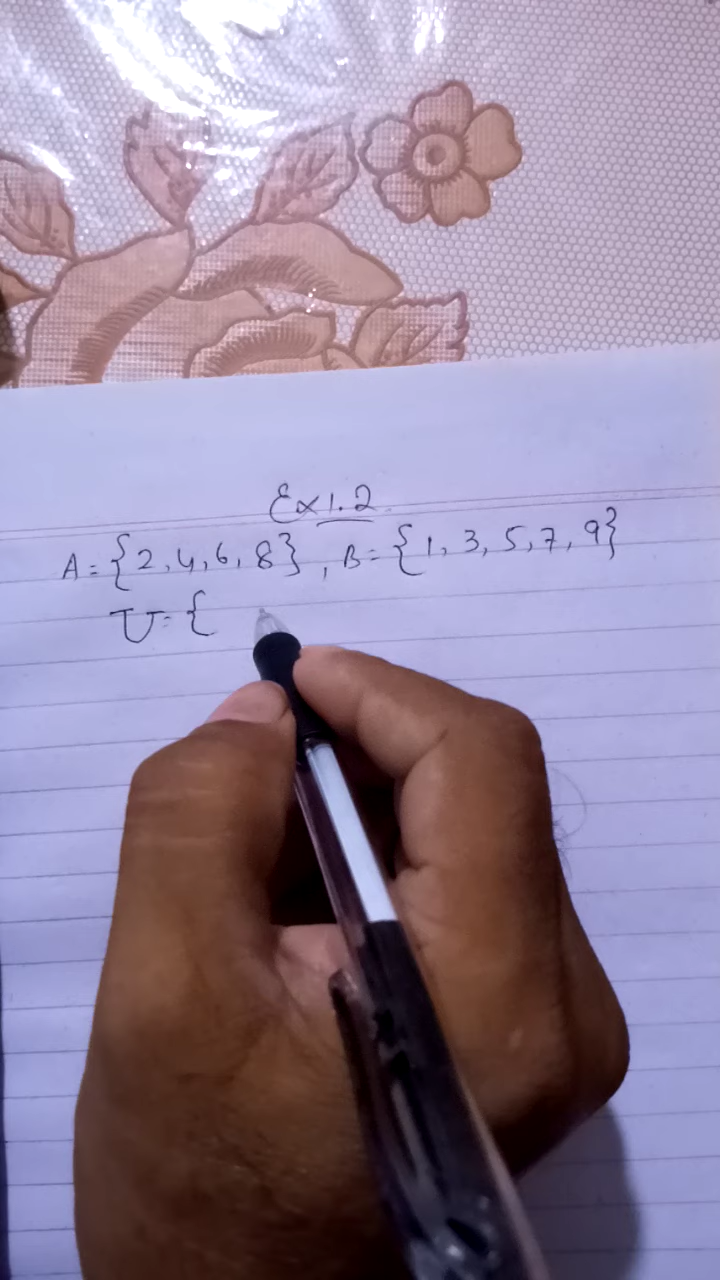 Ex 1.2
A = {2, 4, 6, 8}, B = {1, 3, 5, 7, 9}
U = {